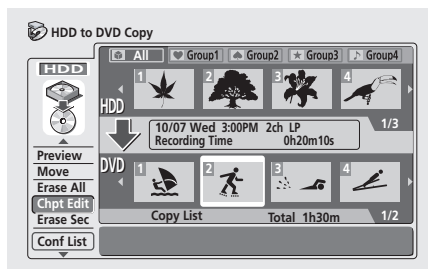 HDD to DVD Copy
All Group1 Group2 Group3 Group4
HDD
1 2 3 4
HDD
10/07 Wed 3:00PM 2ch LP
Recording Time 0h20m10s
1/3
Preview
Move
Erase All
Chpt Edit
Erase Sec
Conf List
DVD
1 2 3 4
Copy List Total 1h30m 1/2